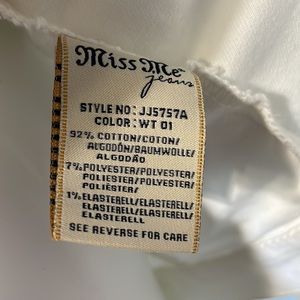 Miss Me
jeans
STYLE NO: JJ5757A
COLOR: WT 01
92% COTTON/COTON/
ALGODÓN/BAUMWOLLE/
ALGODÃO
7% POLYESTER/POLYESTER/
POLIÉSTER/POLYESTER/
POLIÉSTER
1% ELASTERELL/ELASTERELL/
ELASTERELL/ELASTERELL/
ELASTERELL
SEE REVERSE FOR CARE